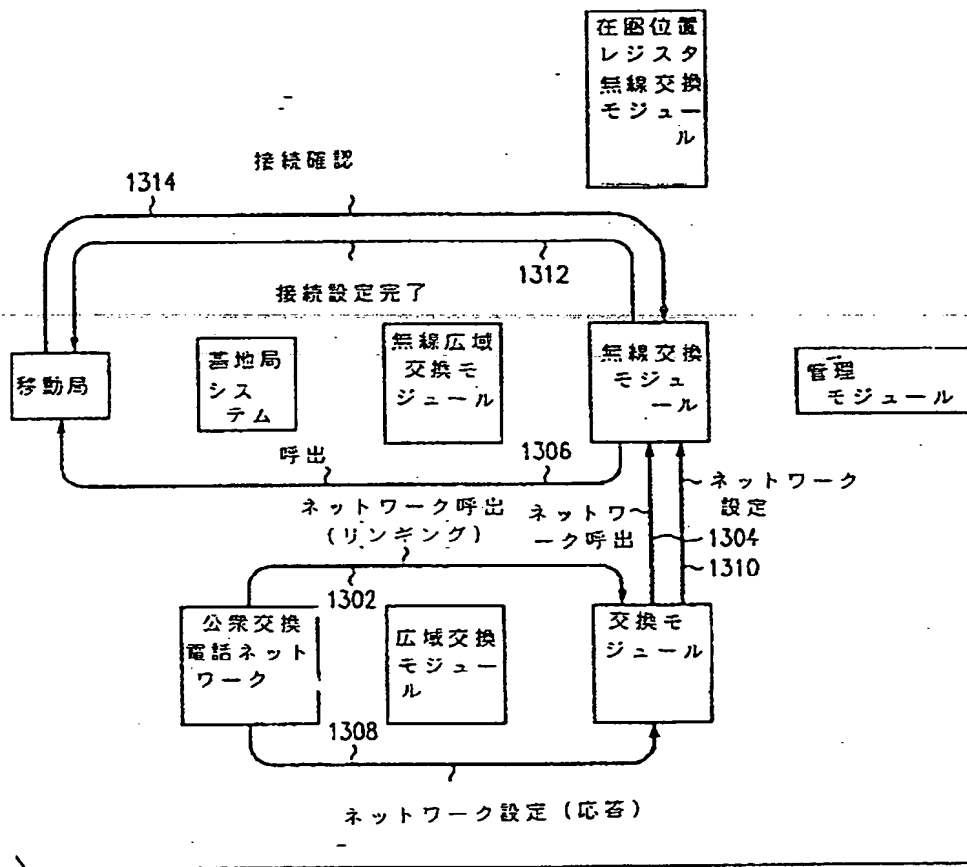 在圏位置
レジスタ
無線交換
モジュー
ル
接続確認
1314
1312
接続設定完了
移動局
基地局
シス
テム
無線広域
交換モ
ジュール
無線交換
モジュ
ール
管理
モジュール
呼出
1306
ネットワーク呼出
(リンギング)
ネットワ
ーク呼出
ネットワーク
設定
1304
1310
1302
公衆交換
電話ネット
ワーク
広域交換
モジュー
ル
交換モ
ジュール
1308
ネットワーク設定(応答)